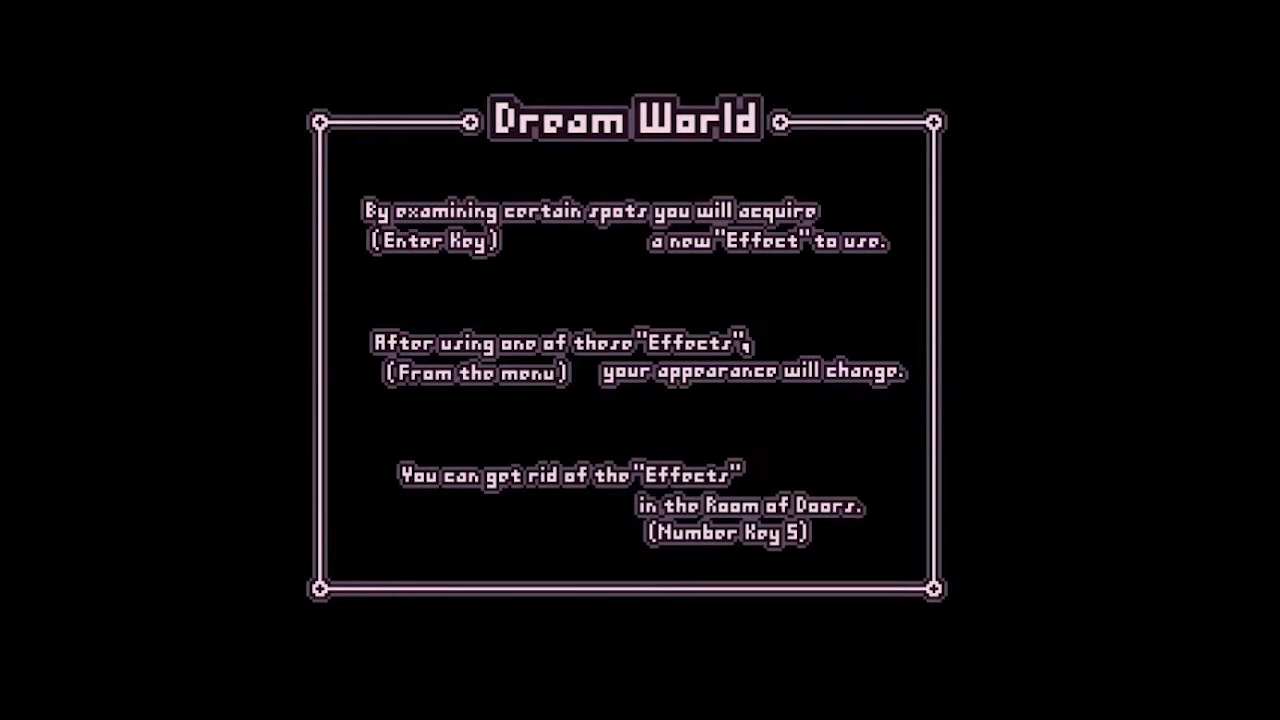 Dream World
By examining certain spots you will acquire
(Enter Key) a new "Effect" to use.
After using one of these "Effects",
(From the menu) your appearance will change.
You can get rid of the "Effects"
in the Room of Doors.
(Number Key 5)